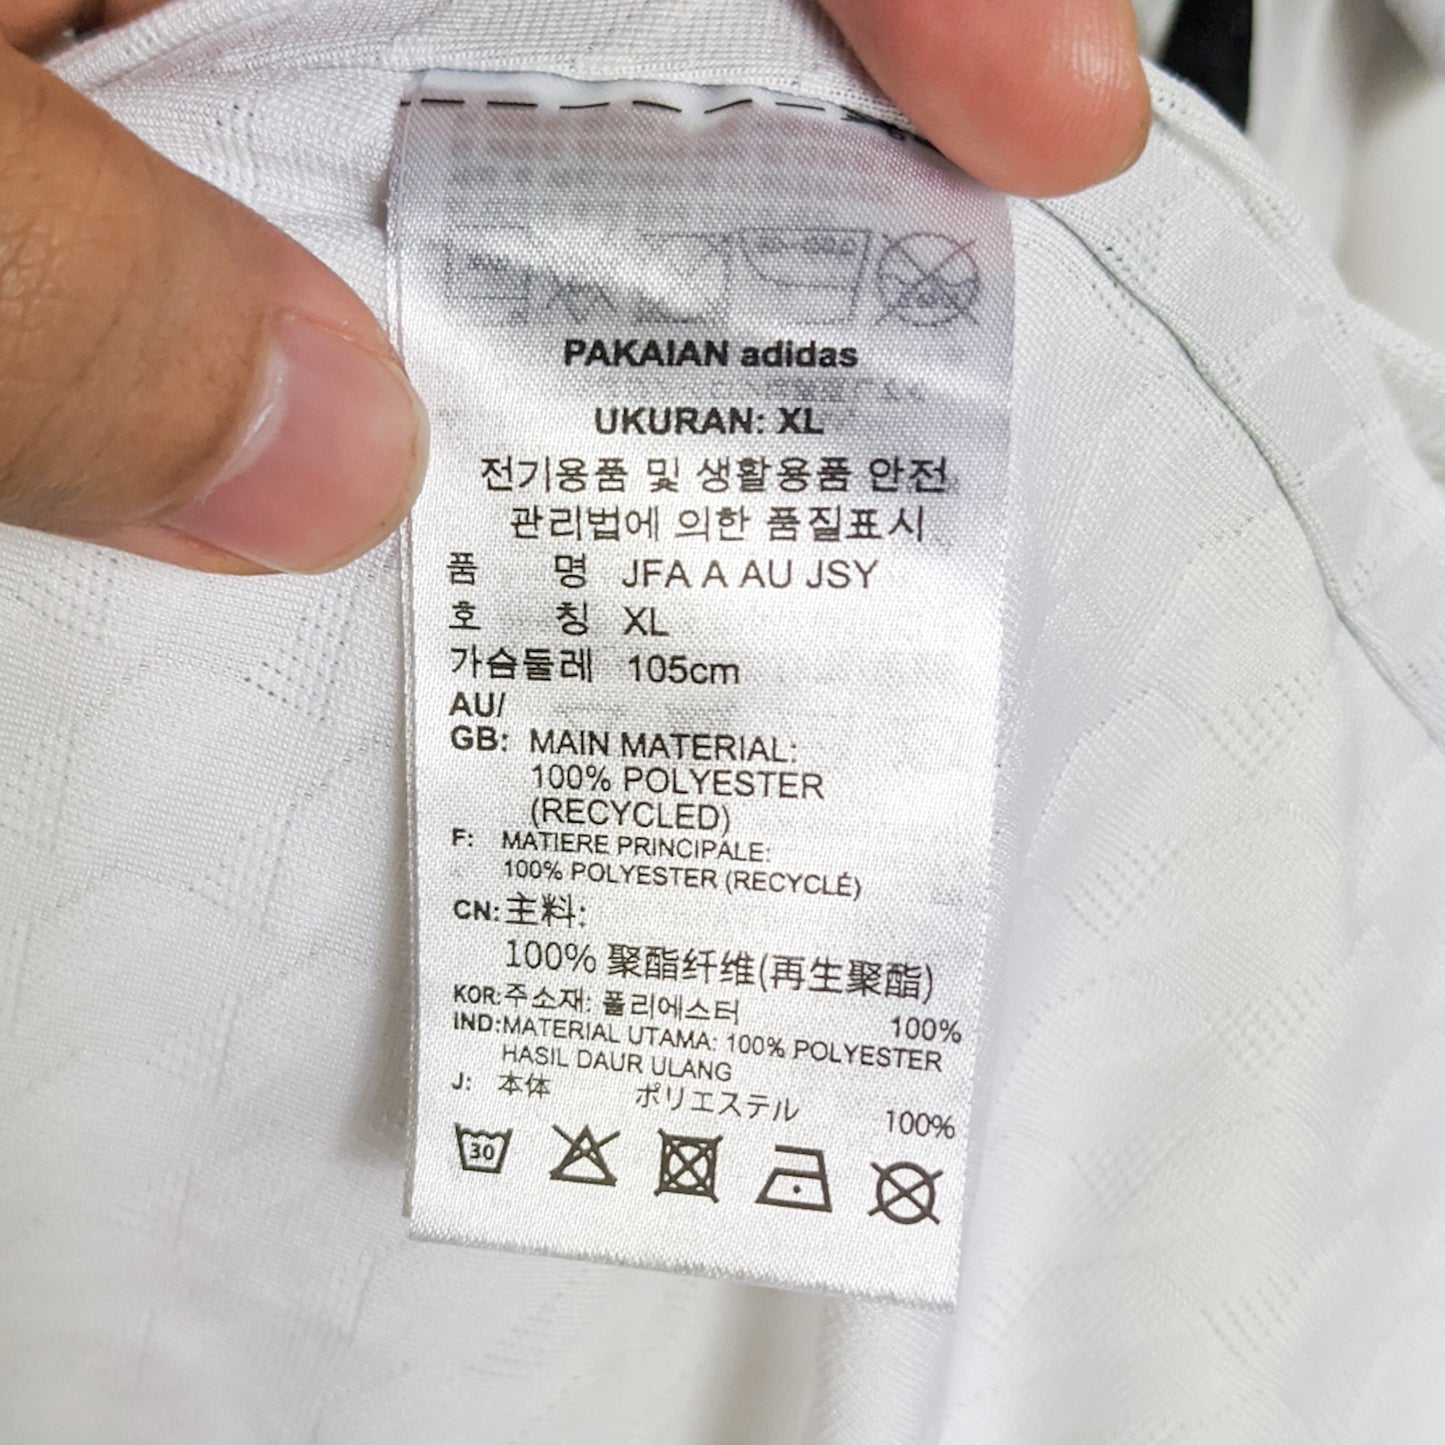 PAKAIAN adidas
UKURAN: XL
전기용품 및 생활용품 안전
관리법에 의한 품질표시
품 명 JFA A AU JSY
호 칭 XL
가슴둘레 105cm
AU/
GB: MAIN MATERIAL:
100% POLYESTER
(RECYCLED)
F: MATIERE PRINCIPALE:
100% POLYESTER (RECYCLÉ)
CN: 主料:
100% 聚酯纤维(再生聚酯)
KOR: 주소재: 폴리에스터 100%
IND: MATERIAL UTAMA: 100% POLYESTER
HASIL DAUR ULANG
J: 本体 ポリエステル 100%
30